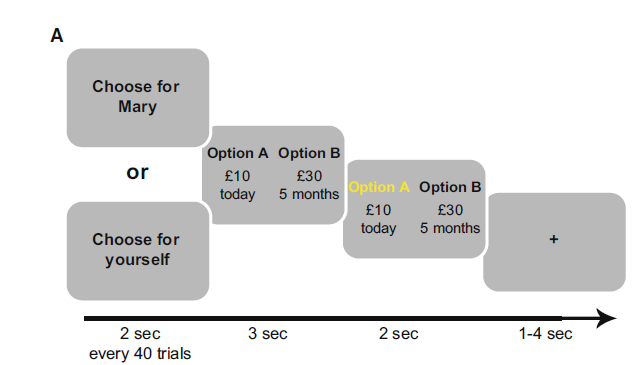 A
Choose for
Mary
or
Choose for
yourself
Option A Option B
£10 £30
today 5 months
Option A Option B
£10 £30
today 5 months
+
2 sec 3 sec 2 sec 1-4 sec
every 40 trials